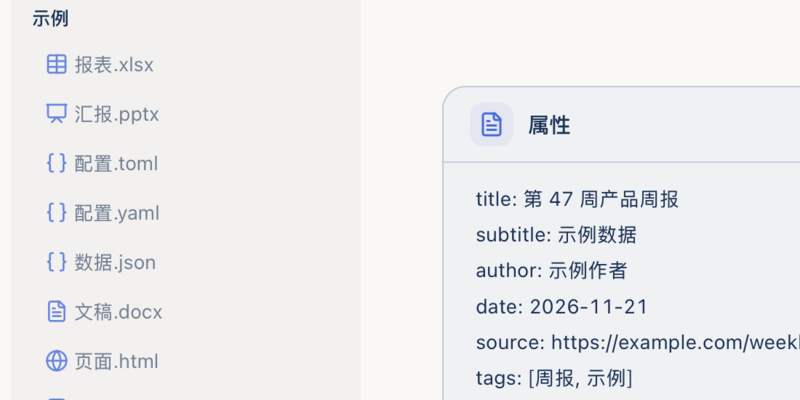 示例
报表.xlsx
汇报.pptx
配置.toml
配置.yaml
数据.json
文稿.docx
页面.html
属性
title: 第 47 周产品周报
subtitle: 示例数据
author: 示例作者
date: 2026-11-21
source: https://example.com/weekl
tags: [周报, 示例]